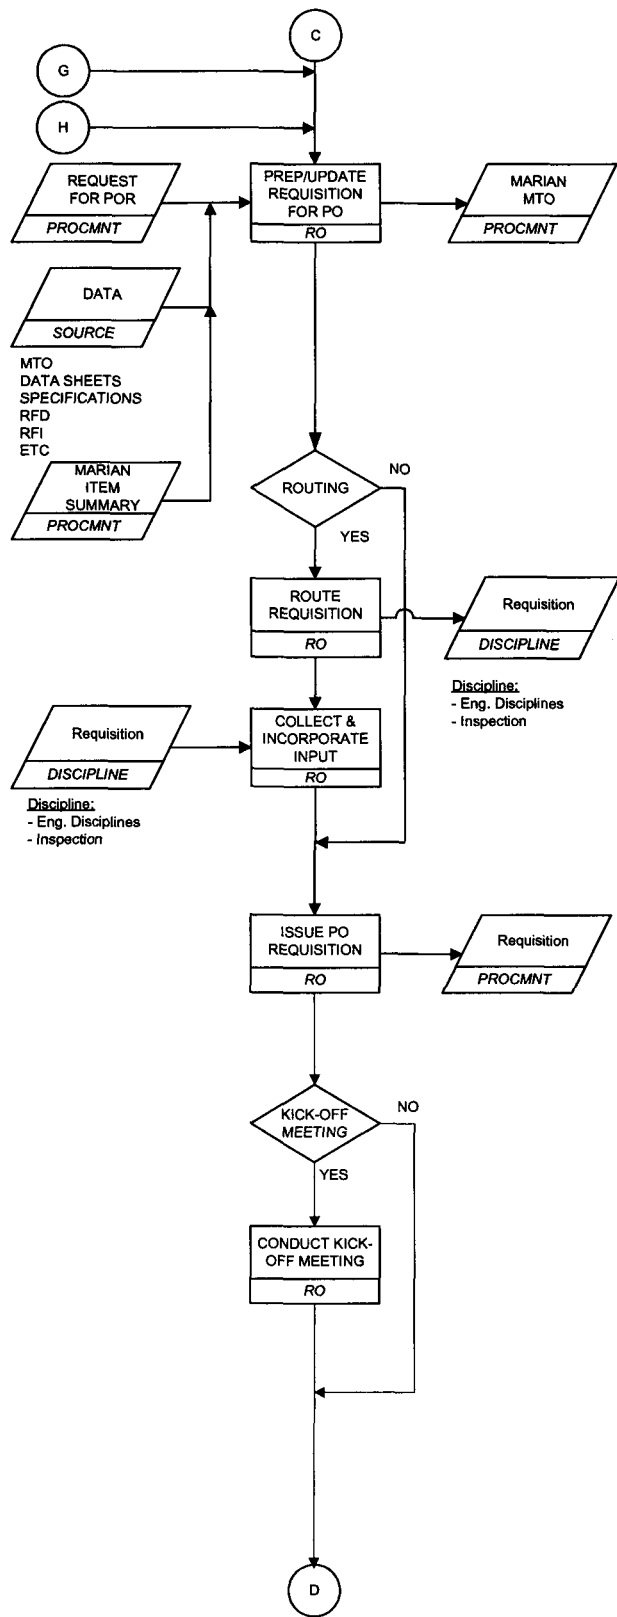 C
G
H
REQUEST
FOR POR
PROCMNT
PREP/UPDATE
REQUISITION
FOR PO
RO
MARIAN
MTO
PROCMNT
DATA
SOURCE
MTO
DATA SHEETS
SPECIFICATIONS
RFD
RFI
ETC
MARIAN
ITEM
SUMMARY
PROCMNT
ROUTING
NO
YES
ROUTE
REQUISITION
RO
Requisition
DISCIPLINE
Discipline:
- Eng. Disciplines
- Inspection
Requisition
DISCIPLINE
Discipline:
- Eng. Disciplines
- Inspection
COLLECT &
INCORPORATE
INPUT
RO
ISSUE PO
REQUISITION
RO
Requisition
PROCMNT
KICK-OFF
MEETING
NO
YES
CONDUCT KICK-
OFF MEETING
RO
D